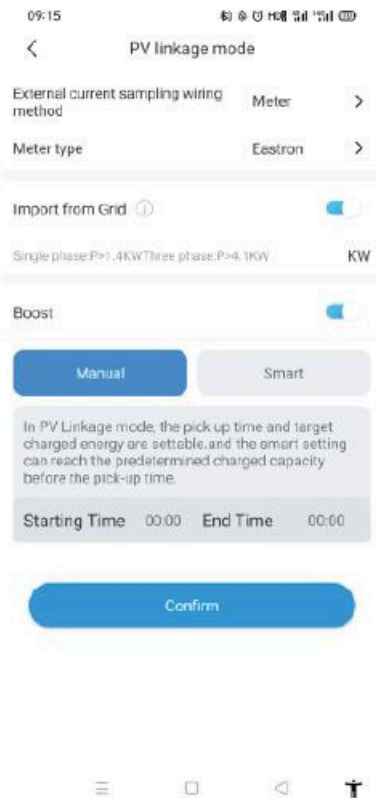 09:15
PV linkage mode
External current sampling wiring
method
Meter
Meter type
Eastron
Import from Grid
Single phase:P>1.4KWThree phase:P>4.1KW
KW
Boost
Manual
Smart
In PV Linkage mode, the pick up time and target
charged energy are settable.and the smart setting
can reach the predetermined charged capacity
before the pick-up time.
Starting Time 00:00 End Time 00:00
Confirm